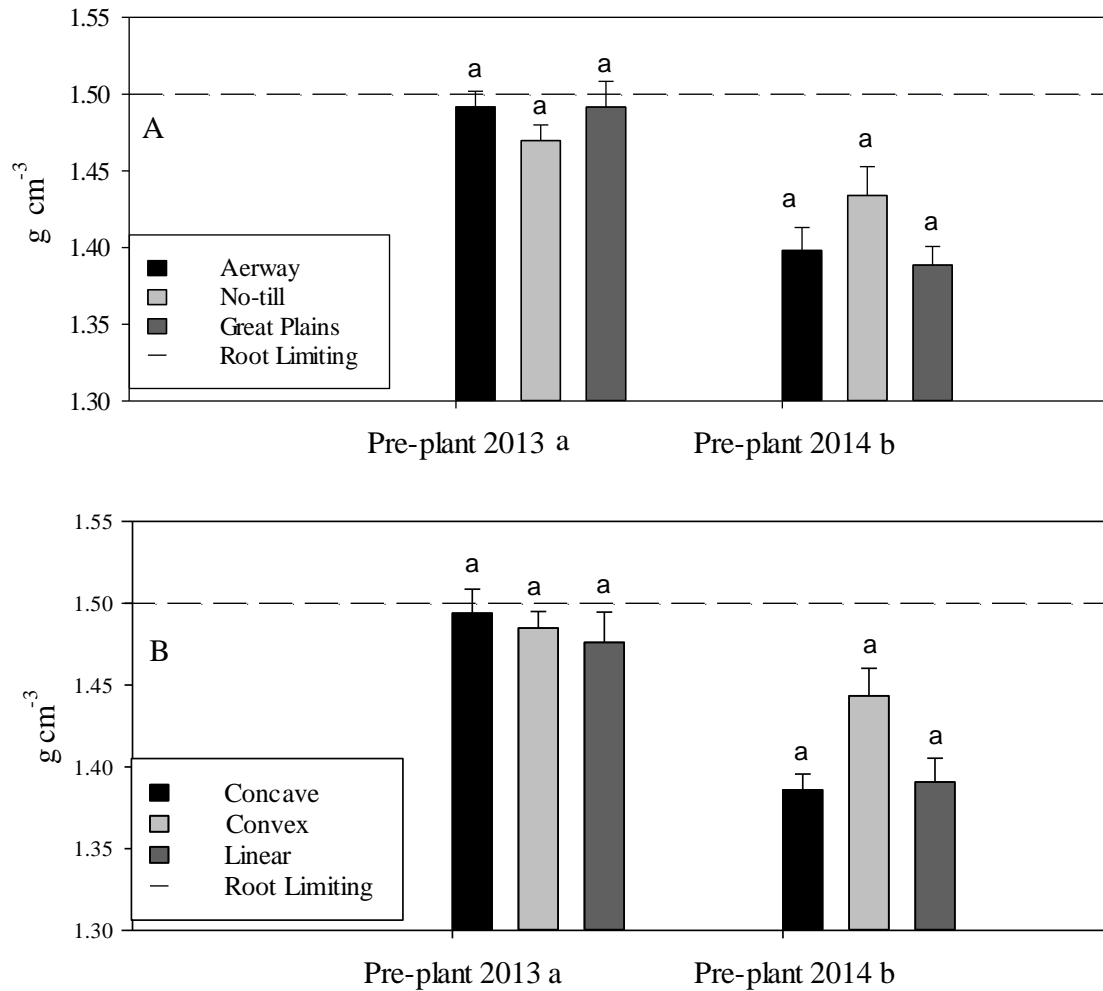 1.55
a
a
1.50
a
A
a
1.45
a
a
g cm-3
1.40
Aerway
No-till
1.35
Great Plains
Root Limiting
1.30
Pre-plant 2013 a
Pre-plant 2014 b
1.55
a
a
a
1.50
B
a
1.45
a
a
g cm-3
1.40
Concave
Convex
1.35
Linear
Root Limiting
1.30
Pre-plant 2013 a
Pre-plant 2014 b